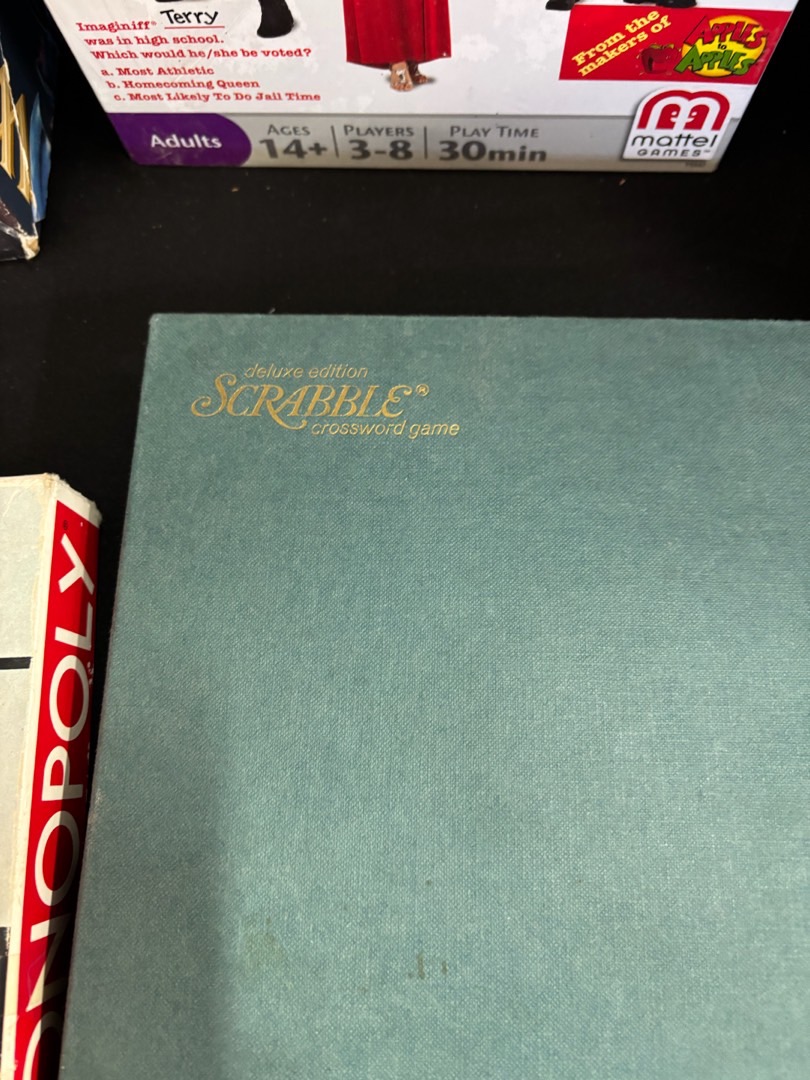 Imaginiff® Terry
was in high school.
Which would he/she be voted?
a. Most Athletic
b. Homecoming Queen
c. Most Likely To Do Jail Time
From the
makers of
APPLES
to
APPLES
Adults
AGES
14+
PLAYERS
3-8
PLAY TIME
30min
mattel
GAMES™
deluxe edition
SCRABBLE®
crossword game
ONOPOLY